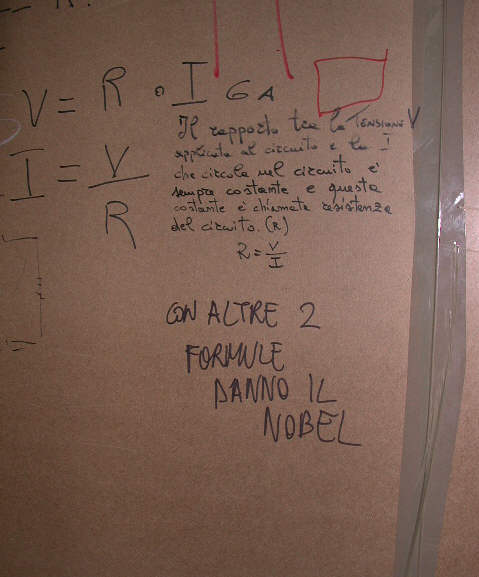 R.
V = R · I GA
Il rapporto tra la TENSIONE V
applicata al circuito e la I
che circola nel circuito e'
sempre costante e questa
costante e' chiamata resistenza
del circuito. (R)
R = V/I
I = V/R
CON ALTRE 2
FORMULE
DANNO IL
NOBEL